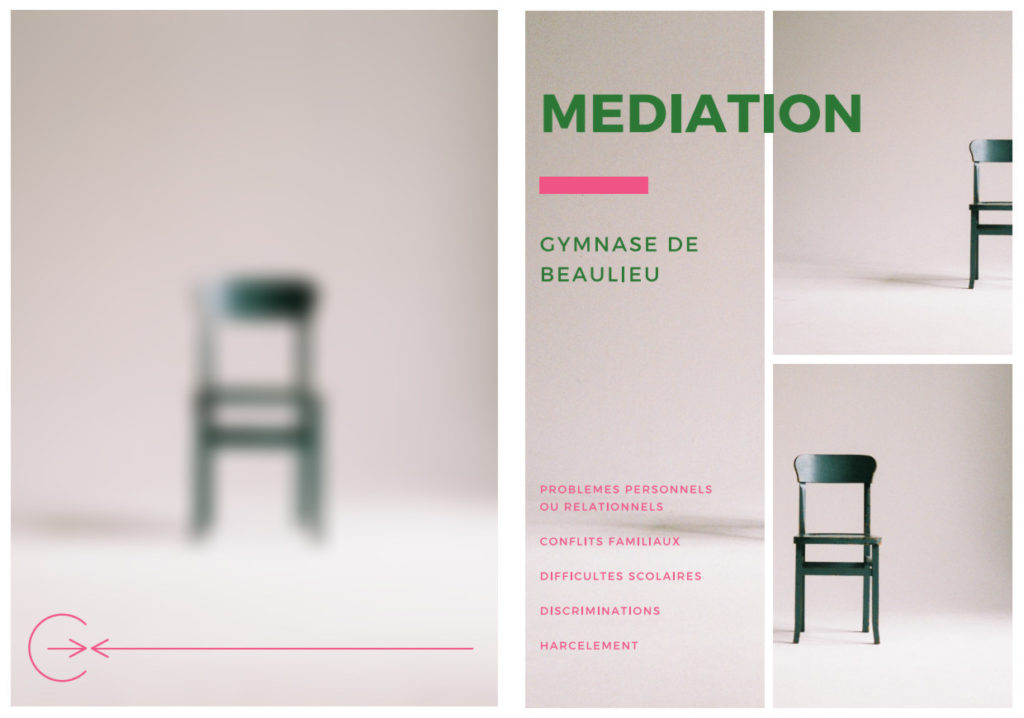 MEDIATION
GYMNASE DE
BEAULIEU
PROBLEMES PERSONNELS
OU RELATIONNELS
CONFLITS FAMILIAUX
DIFFICULTES SCOLAIRES
DISCRIMINATIONS
HARCELEMENT